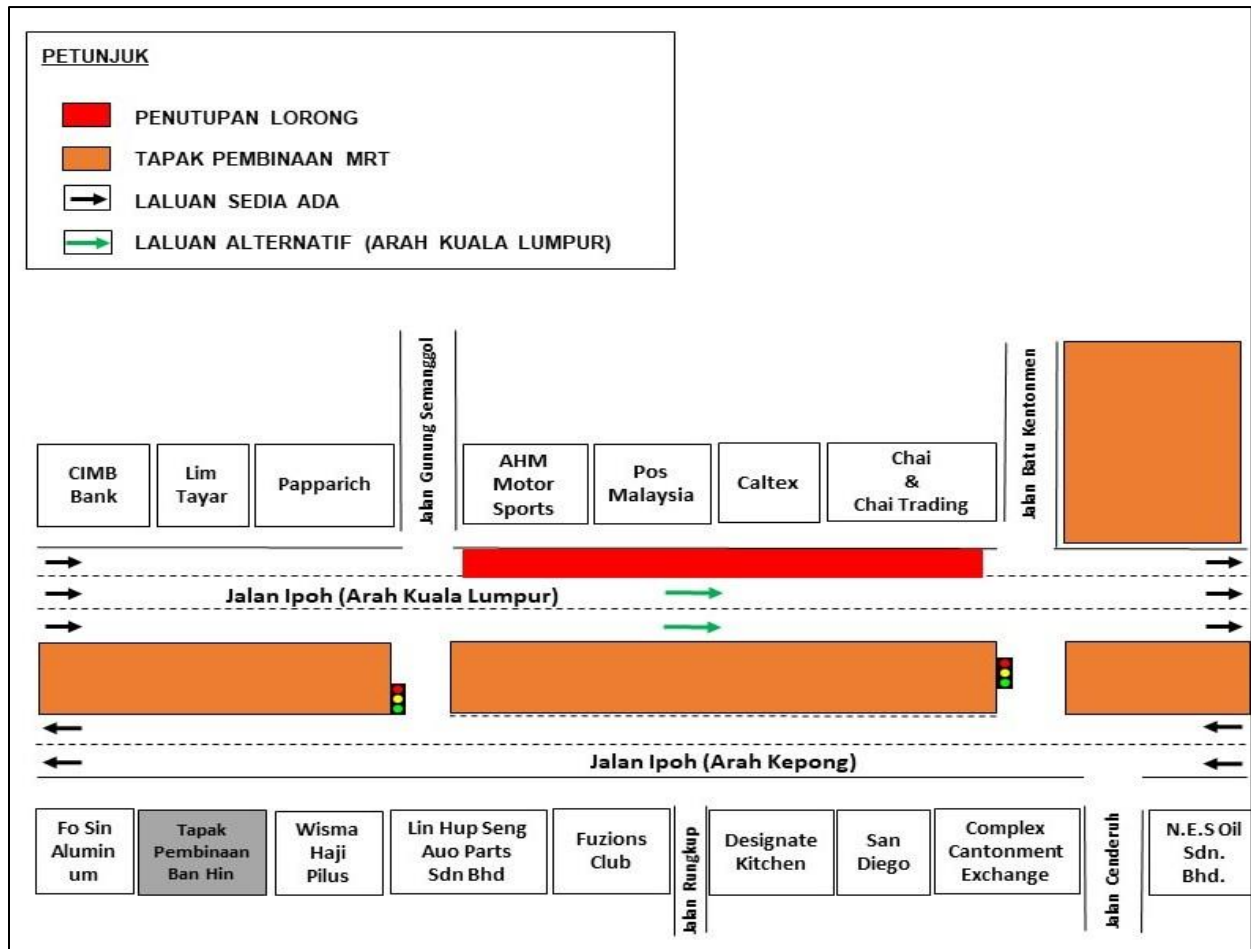 PETUNJUK
PENUTUPAN LORONG
TAPAK PEMBINAAN MRT
LALUAN SEDIA ADA
LALUAN ALTERNATIF (ARAH KUALA LUMPUR)
Jalan Gunung Semanggol
Jalan Batu Kentonmen
CIMB
Bank
Lim
Tayar
Papparich
AHM
Motor
Sports
Pos
Malaysia
Caltex
Chai
&
Chai Trading
Jalan Ipoh (Arah Kuala Lumpur)
Jalan Ipoh (Arah Kepong)
Fo Sin
Alumin
um
Tapak
Pembinaan
Ban Hin
Wisma
Haji
Pilus
Lin Hup Seng
Auo Parts
Sdn Bhd
Fuzions
Club
Jalan Rungkup
Designate
Kitchen
San
Diego
Complex
Cantonment
Exchange
Jalan Cenderuh
N.E.S Oil
Sdn.
Bhd.